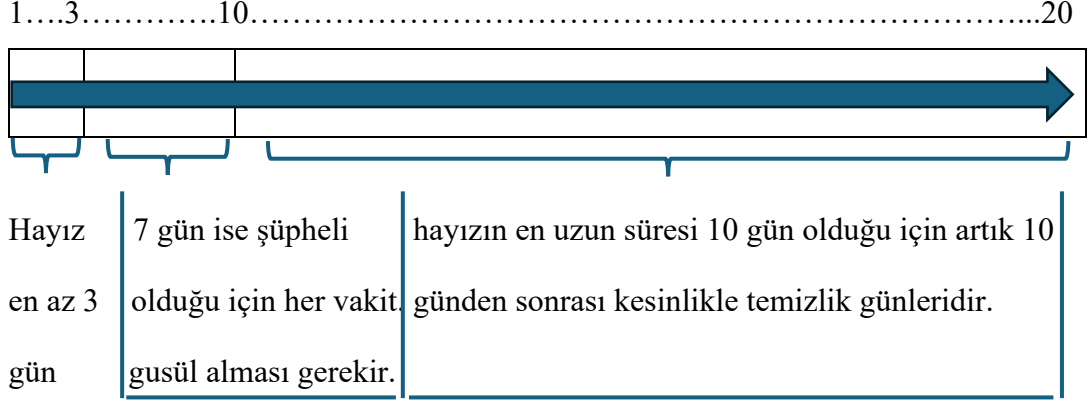 1….3………….10…………………………………………………………………...20
Hayız
en az 3
gün
7 gün ise şüpheli
olduğu için her vakit.
gusül alması gerekir.
hayızın en uzun süresi 10 gün olduğu için artık 10
günden sonrası kesinlikle temizlik günleridir.